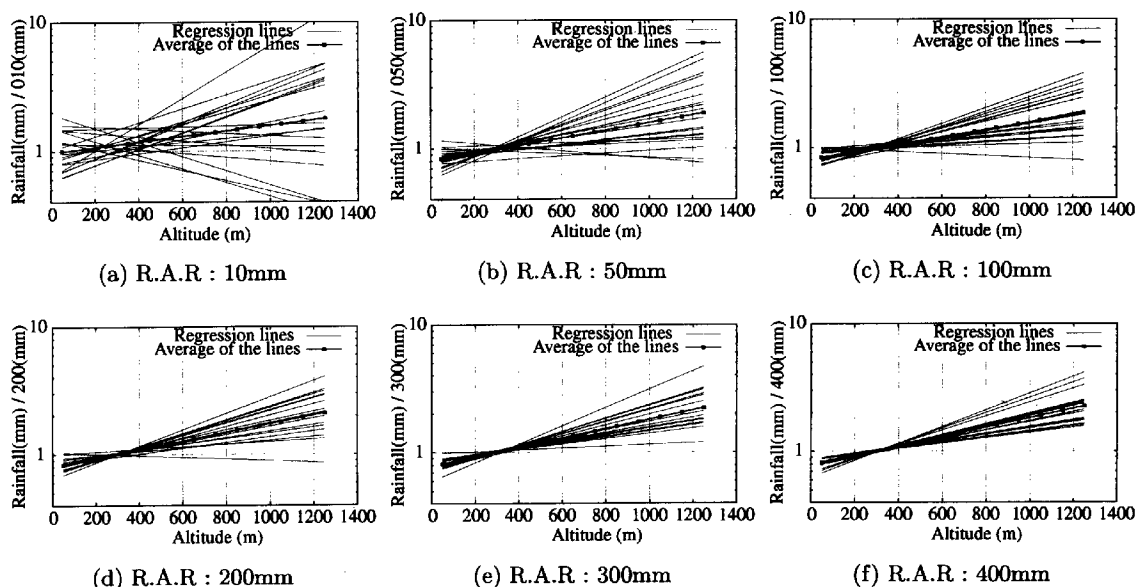 Rainfall(mm) / 010(mm)
10
1
Regression lines
Average of the lines
0 200 400 600 800 1000 1200 1400
Altitude (m)
(a) R.A.R : 10mm
Rainfall(mm) / 050(mm)
10
1
Regression lines
Average of the lines
0 200 400 600 800 1000 1200 1400
Altitude (m)
(b) R.A.R : 50mm
Rainfall(mm) / 100(mm)
10
1
Regression lines
Average of the lines
0 200 400 600 800 1000 1200 1400
Altitude (m)
(c) R.A.R : 100mm
Rainfall(mm) / 200(mm)
10
1
Regression lines
Average of the lines
0 200 400 600 800 1000 1200 1400
Altitude (m)
(d) R.A.R : 200mm
Rainfall(mm) / 300(mm)
10
1
Regression lines
Average of the lines
0 200 400 600 800 1000 1200 1400
Altitude (m)
(e) R.A.R : 300mm
Rainfall(mm) / 400(mm)
10
1
Regression lines
Average of the lines
0 200 400 600 800 1000 1200 1400
Altitude (m)
(f) R.A.R : 400mm